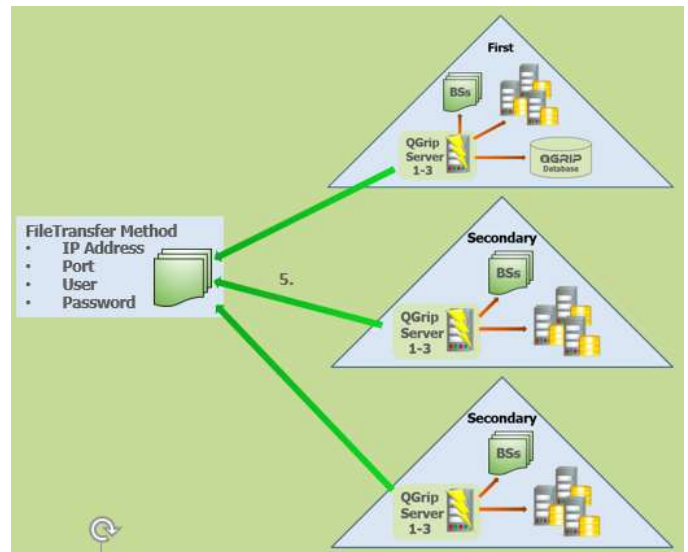 First
BSs
QGrip
Server
1-3
QGRIP
Database
FileTransfer Method
• IP Address
• Port
• User
• Password
5.
Secondary
BSs
QGrip
Server
1-3
Secondary
BSs
QGrip
Server
1-3